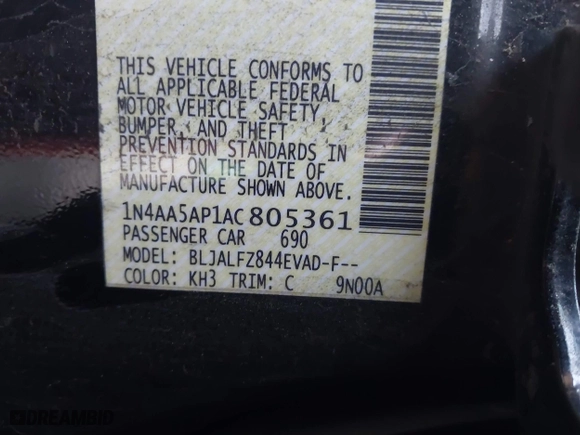 THIS VEHICLE CONFORMS TO
ALL APPLICABLE FEDERAL
MOTOR VEHICLE SAFETY,
BUMPER, AND THEFT
PREVENTION STANDARDS IN
EFFECT ON THE DATE OF
MANUFACTURE SHOWN ABOVE.
1N4AA5AP1AC805361
PASSENGER CAR 690
MODEL: BLJALFZ844EVAD-F--
COLOR: KH3 TRIM: C 9N00A
DREAMBID